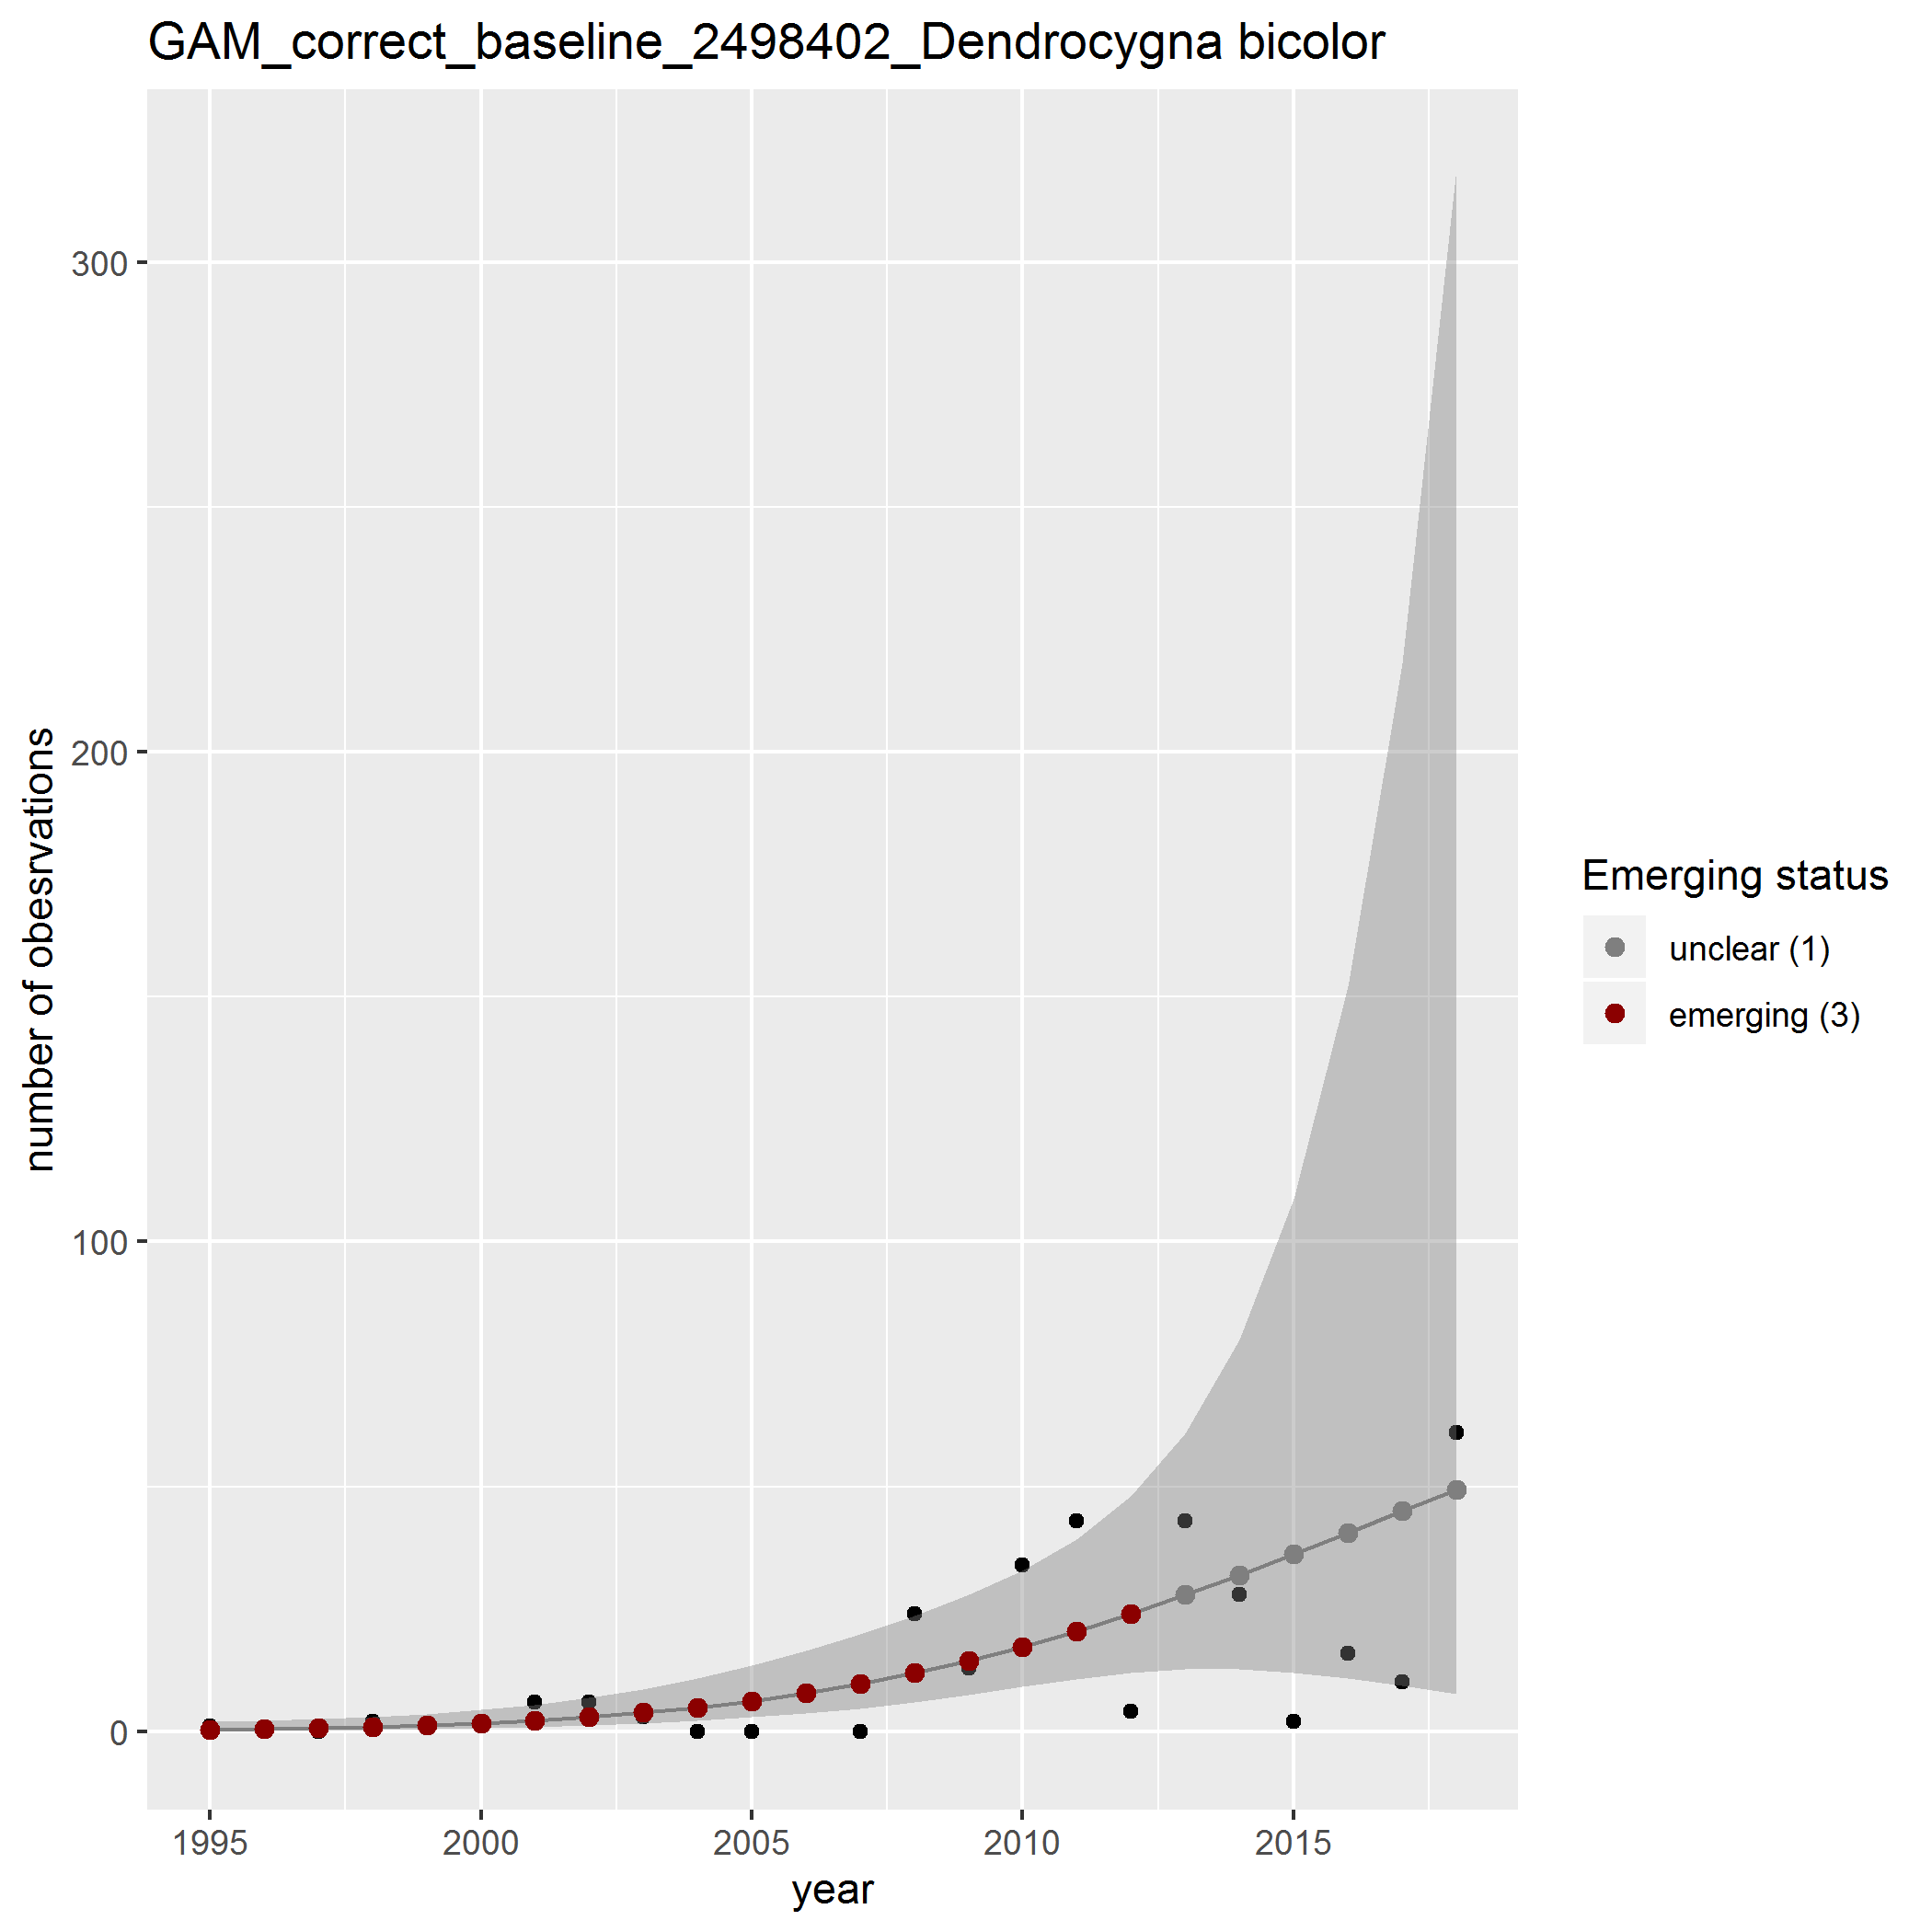 GAM_correct_baseline_2498402_Dendrocygna bicolor
number of obesrvations
300
200
100
0
1995
2000
2005
2010
2015
year
Emerging status
unclear (1)
emerging (3)